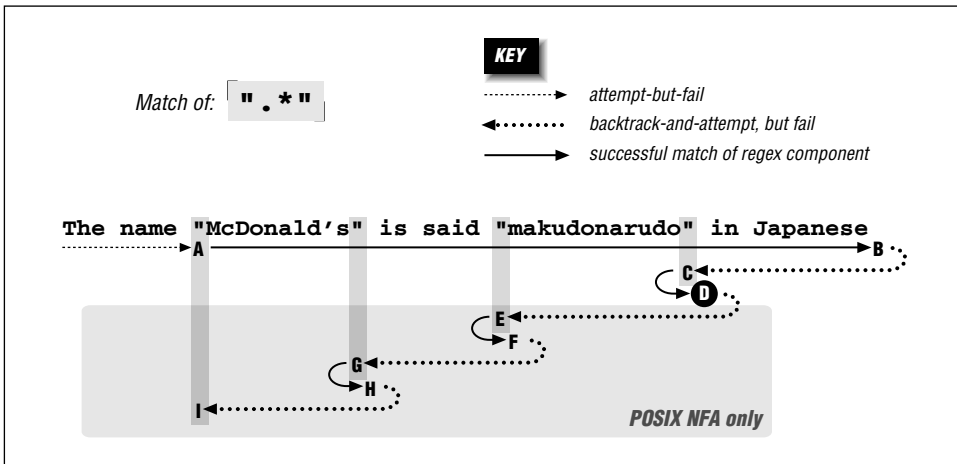 KEY
Match of: ".*"
attempt-but-fail
backtrack-and-attempt, but fail
successful match of regex component
The name "McDonald's" is said "makudonarudo" in Japanese
A
B
C
D
E
F
G
H
I
POSIX NFA only